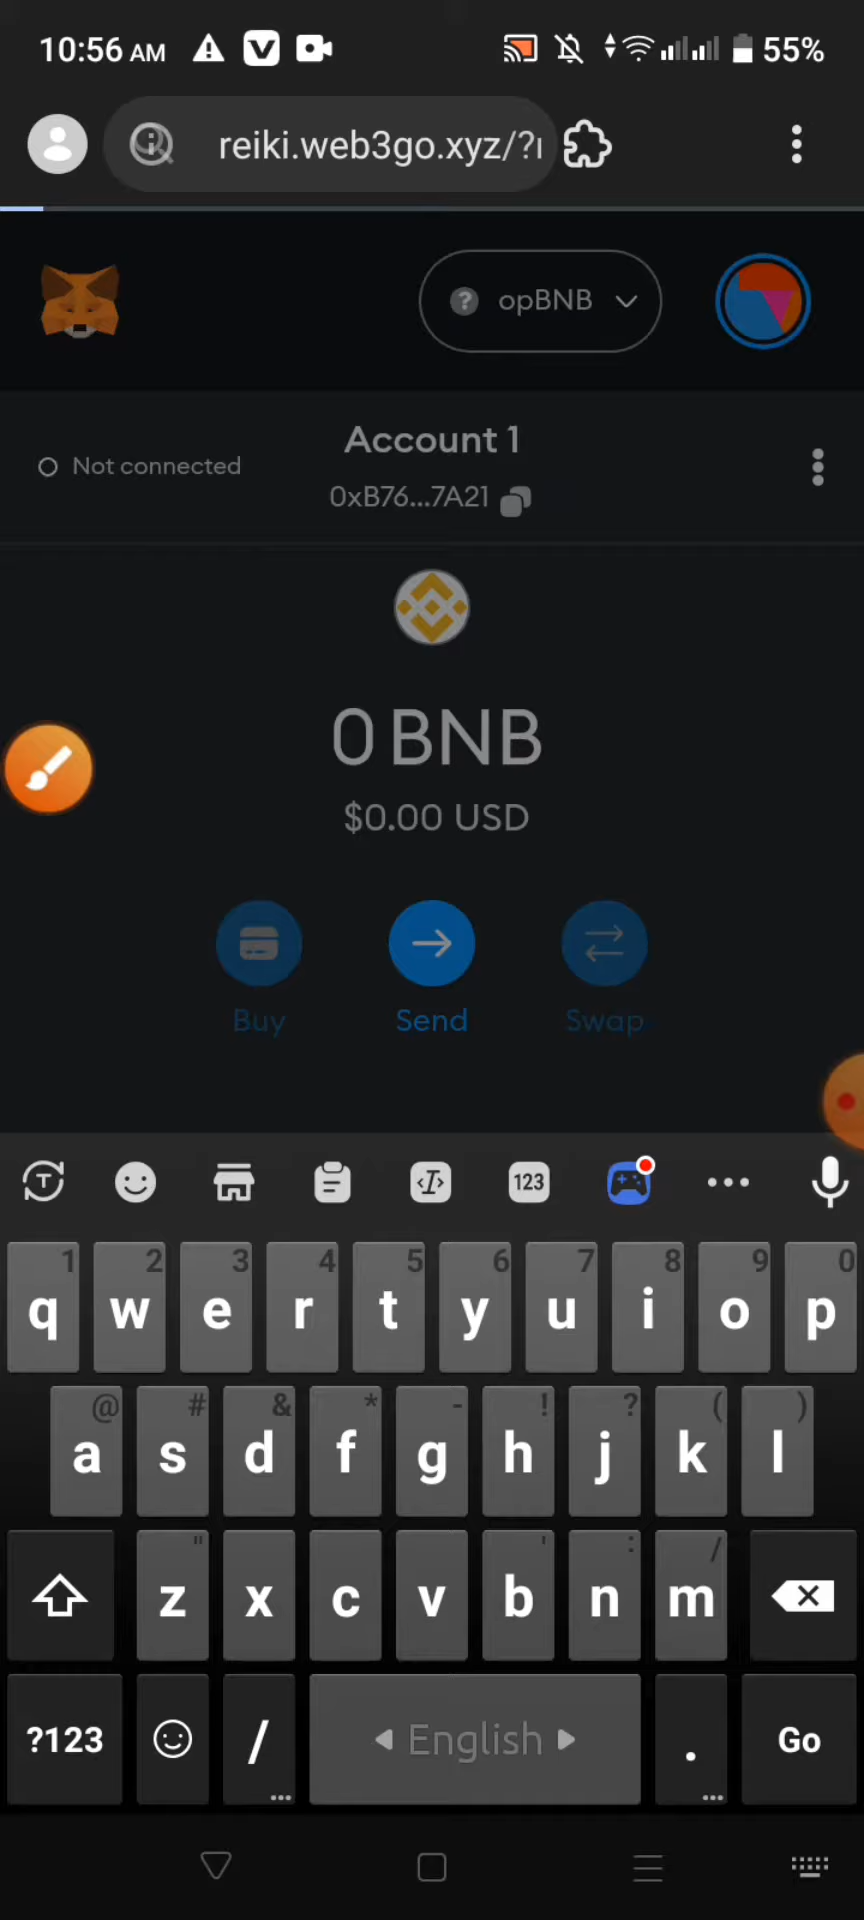 10:56 AM
55%
reiki.web3go.xyz/?r
? opBNB
Account 1
Not connected
0xB76...7A21
0 BNB
$0.00 USD
Buy Send Swap
T 123
1 2 3 4 5 6 7 8 9 0
q w e r t y u i o p
@ # & * - ! ? ( )
a s d f g h j k l
" ' : /
z x c v b n m
?123 / English . Go